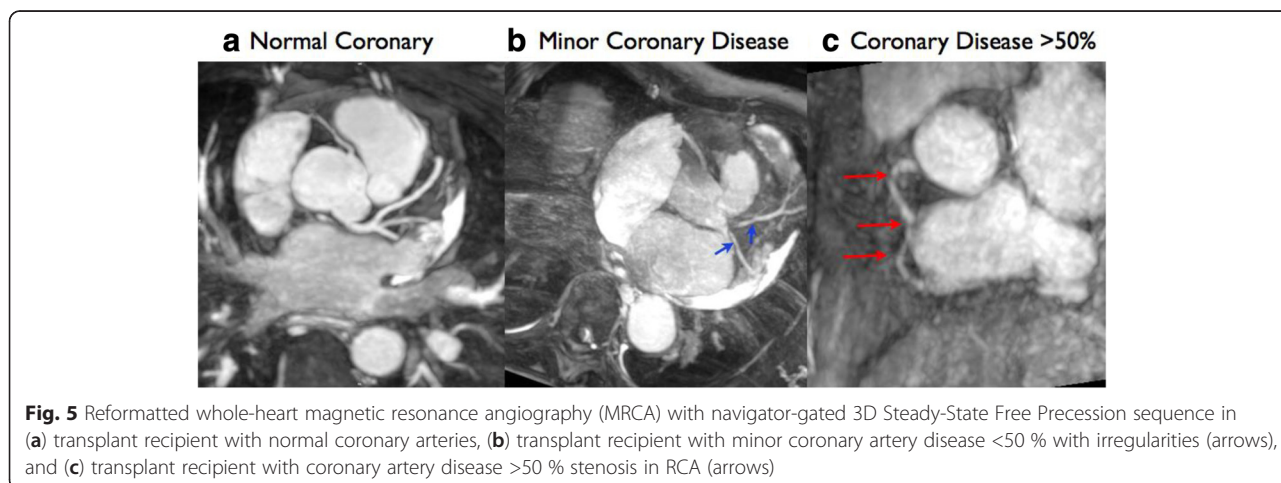 a Normal Coronary b Minor Coronary Disease c Coronary Disease >50%
Fig. 5 Reformatted whole-heart magnetic resonance angiography (MRCA) with navigator-gated 3D Steady-State Free Precession sequence in
(a) transplant recipient with normal coronary arteries, (b) transplant recipient with minor coronary artery disease <50 % with irregularities (arrows),
and (c) transplant recipient with coronary artery disease >50 % stenosis in RCA (arrows)